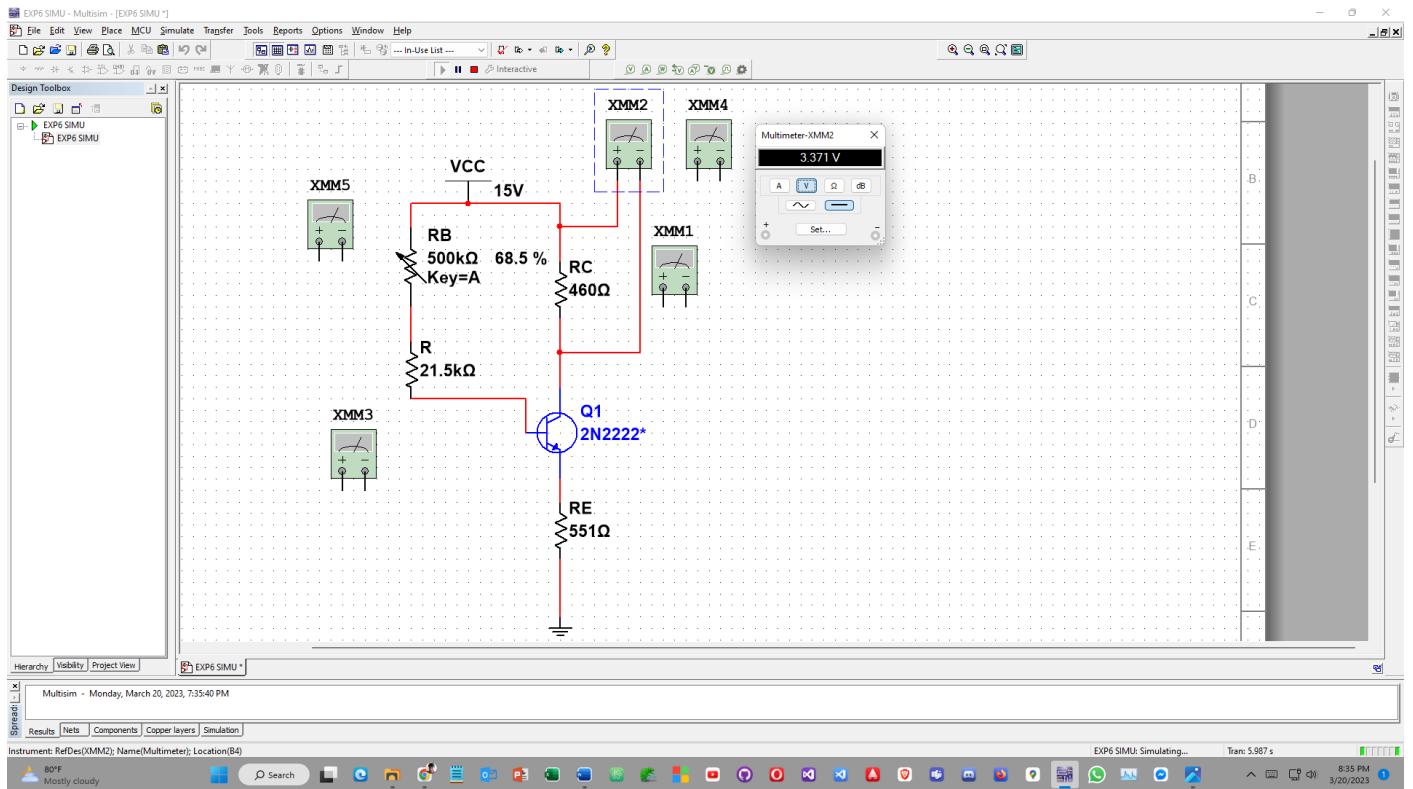 EXP6 SIMU - Multisim - [EXP6 SIMU *]
File Edit View Place MCU Simulate Transfer Tools Reports Options Window Help
--- In-Use List ---
Interactive
Design Toolbox
EXP6 SIMU
EXP6 SIMU
Hierarchy Visibility Project View
XMM2 XMM4
Multimeter-XMM2
3.371 V
A V Ω dB
Set...
+ -
VCC
15V
XMM5
RB
500kΩ 68.5 %
Key=A
XMM1
RC
460Ω
R
21.5kΩ
XMM3
Q1
2N2222*
RE
551Ω
B
C
D
E
EXP6 SIMU *
Multisim - Monday, March 20, 2023, 7:35:40 PM
Results Nets Components Copper layers Simulation
Instrument: RefDes(XMM2); Name(Multimeter); Location(B4)
EXP6 SIMU: Simulating... Tran: 5.987 s
80°F
Mostly cloudy
Search
8:35 PM
3/20/2023
1